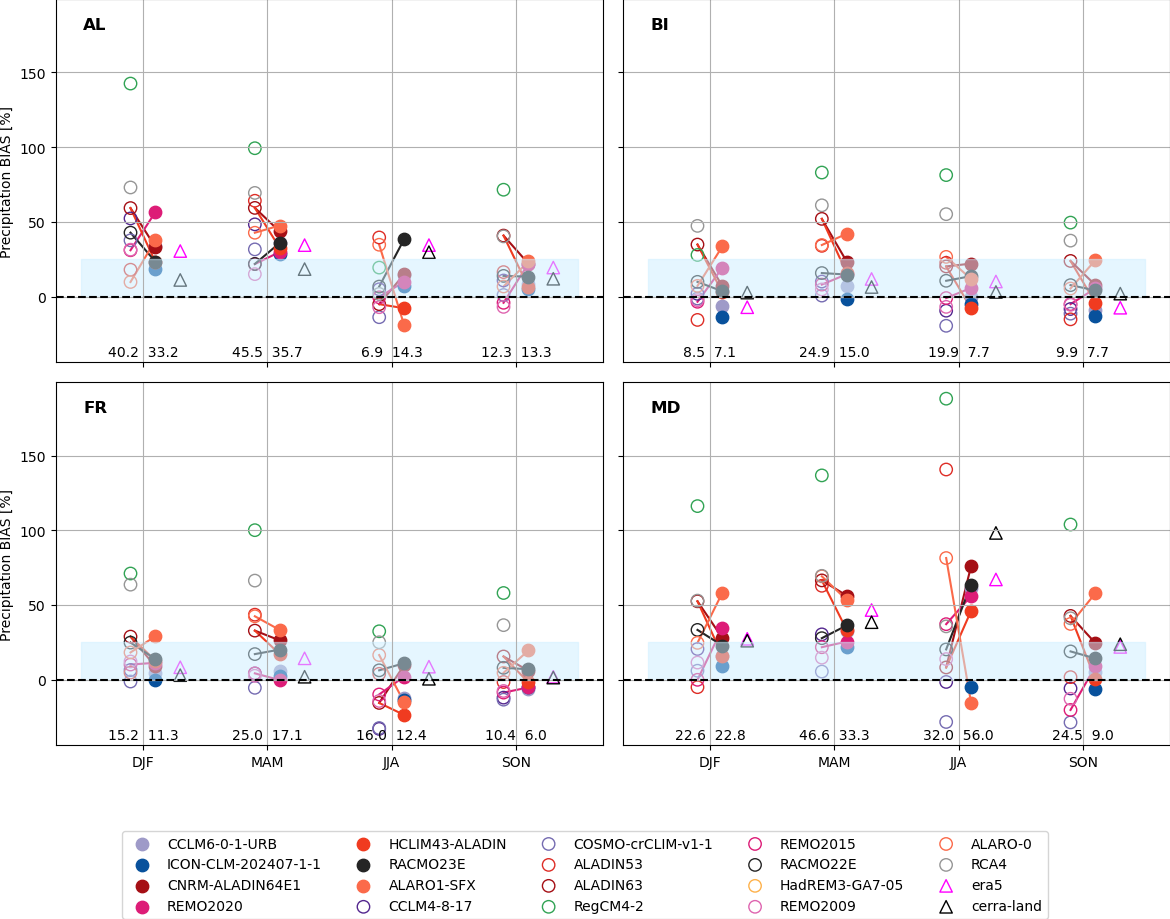 AL
BI
150
100
50
0
Precipitation BIAS [%]
40.2 33.2 45.5 35.7 6.9 14.3 12.3 13.3
8.5 7.1 24.9 15.0 19.9 7.7 9.9 7.7
FR
MD
150
100
50
0
Precipitation BIAS [%]
15.2 11.3 25.0 17.1 16.0 12.4 10.4 6.0
22.6 22.8 46.6 33.3 32.0 56.0 24.5 9.0
DJF MAM JJA SON
DJF MAM JJA SON
CCLM6-0-1-URB HCLIM43-ALADIN COSMO-crCLIM-v1-1 REMO2015 ALARO-0
ICON-CLM-202407-1-1 RACMO23E ALADIN53 RACMO22E RCA4
CNRM-ALADIN64E1 ALARO1-SFX ALADIN63 HadREM3-GA7-05 era5
REMO2020 CCLM4-8-17 RegCM4-2 REMO2009 cerra-land